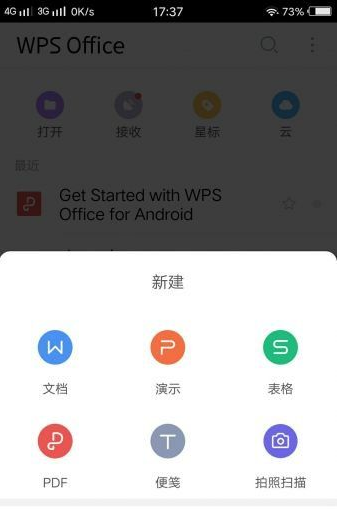 4G 3G 0K/s 17:37 73%
WPS Office
打开 接收 星标 云
最近
Get Started with WPS
Office for Android
新建
文档 演示 表格
PDF 便笺 拍照扫描